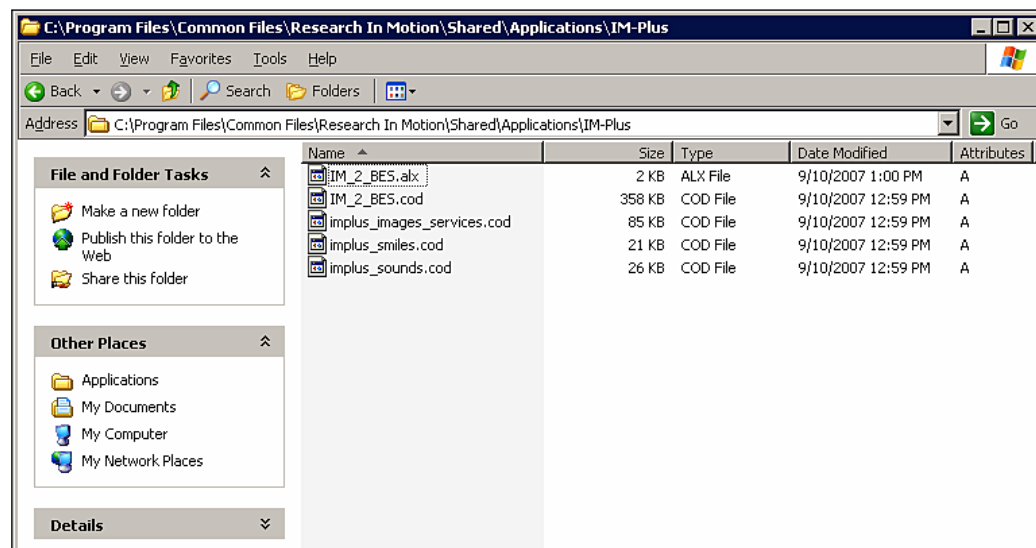 C:\Program Files\Common Files\Research In Motion\Shared\Applications\IM-Plus
File Edit View Favorites Tools Help
Back Search Folders
Address C:\Program Files\Common Files\Research In Motion\Shared\Applications\IM-Plus Go
File and Folder Tasks
Make a new folder
Publish this folder to the
Web
Share this folder
Other Places
Applications
My Documents
My Computer
My Network Places
Details
Name Size Type Date Modified Attributes
IM_2_BES.alx 2 KB ALX File 9/10/2007 1:00 PM A
IM_2_BES.cod 358 KB COD File 9/10/2007 12:59 PM A
implus_images_services.cod 85 KB COD File 9/10/2007 12:59 PM A
implus_smiles.cod 21 KB COD File 9/10/2007 12:59 PM A
implus_sounds.cod 26 KB COD File 9/10/2007 12:59 PM A